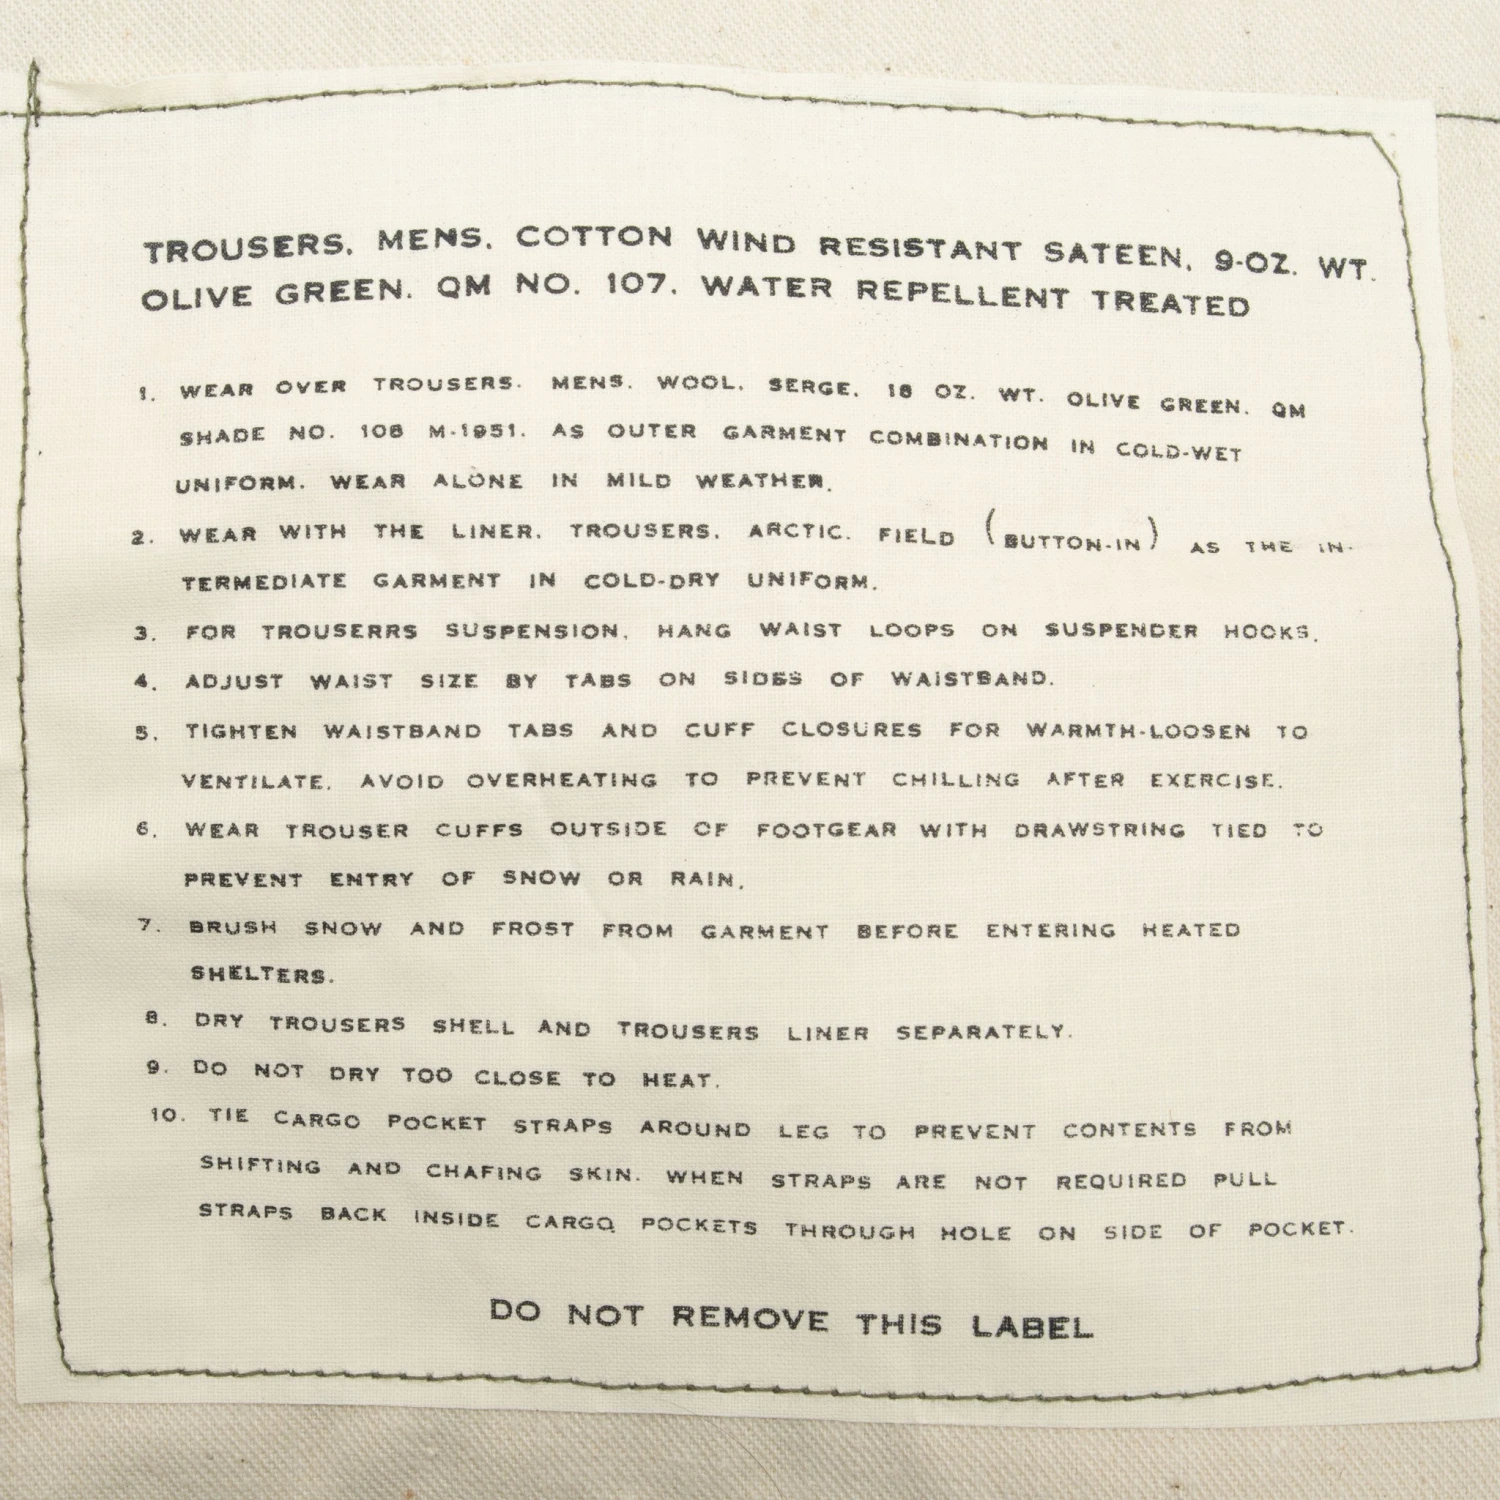 TROUSERS, MENS, COTTON WIND RESISTANT SATEEN, 9-OZ. WT.
OLIVE GREEN. QM NO. 107. WATER REPELLENT TREATED
1. WEAR OVER TROUSERS. MENS. WOOL. SERGE. 18 OZ. WT. OLIVE GREEN. QM
SHADE NO. 108 M-1951. AS OUTER GARMENT COMBINATION IN COLD-WET
UNIFORM. WEAR ALONE IN MILD WEATHER.
2. WEAR WITH THE LINER. TROUSERS. ARCTIC. FIELD (BUTTON-IN) AS THE IN-
TERMEDIATE GARMENT IN COLD-DRY UNIFORM.
3. FOR TROUSERRS SUSPENSION, HANG WAIST LOOPS ON SUSPENDER HOOKS.
4. ADJUST WAIST SIZE BY TABS ON SIDES OF WAISTBAND.
5. TIGHTEN WAISTBAND TABS AND CUFF CLOSURES FOR WARMTH-LOOSEN TO
VENTILATE. AVOID OVERHEATING TO PREVENT CHILLING AFTER EXERCISE.
6. WEAR TROUSER CUFFS OUTSIDE OF FOOTGEAR WITH DRAWSTRING TIED TO
PREVENT ENTRY OF SNOW OR RAIN.
7. BRUSH SNOW AND FROST FROM GARMENT BEFORE ENTERING HEATED
SHELTERS.
8. DRY TROUSERS SHELL AND TROUSERS LINER SEPARATELY.
9. DO NOT DRY TOO CLOSE TO HEAT.
10. TIE CARGO POCKET STRAPS AROUND LEG TO PREVENT CONTENTS FROM
SHIFTING AND CHAFING SKIN. WHEN STRAPS ARE NOT REQUIRED PULL
STRAPS BACK INSIDE CARGO POCKETS THROUGH HOLE ON SIDE OF POCKET.
DO NOT REMOVE THIS LABEL